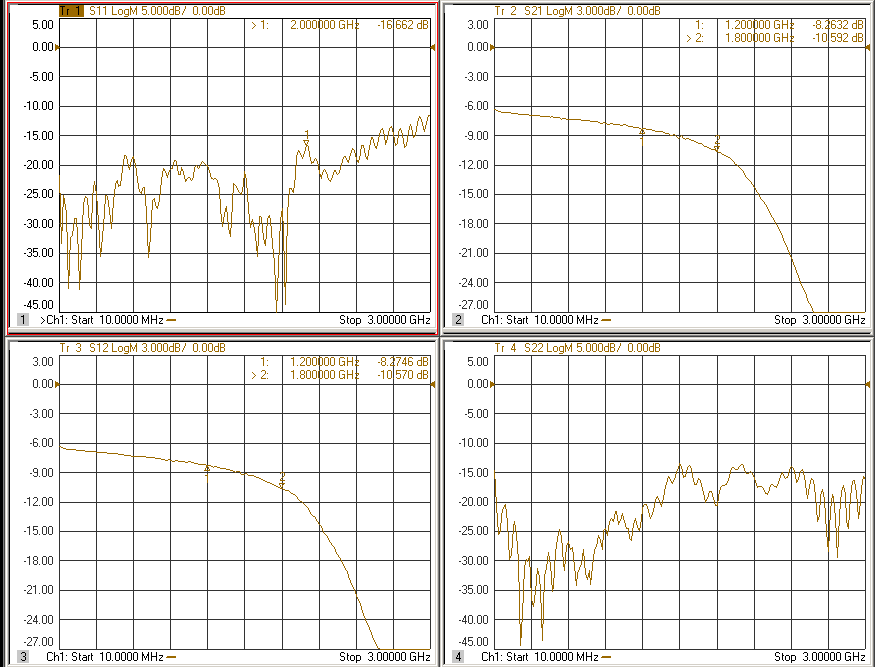 Tr 1 S11 LogM 5.000dB/ 0.00dB
5.00 > 1: 2.000000 GHz -16.662 dB
0.00
-5.00
-10.00
-15.00 1
-20.00
-25.00
-30.00
-35.00
-40.00
-45.00
1 >Ch1: Start 10.0000 MHz Stop 3.00000 GHz
Tr 2 S21 LogM 3.000dB/ 0.00dB
3.00 1: 1.200000 GHz -8.2632 dB
> 2: 1.800000 GHz -10.592 dB
0.00
-3.00
-6.00
-9.00 1 2
-12.00
-15.00
-18.00
-21.00
-24.00
-27.00
2 Ch1: Start 10.0000 MHz Stop 3.00000 GHz
Tr 3 S12 LogM 3.000dB/ 0.00dB
3.00 1: 1.200000 GHz -8.2746 dB
> 2: 1.800000 GHz -10.570 dB
0.00
-3.00
-6.00
-9.00 1 2
-12.00
-15.00
-18.00
-21.00
-24.00
-27.00
3 Ch1: Start 10.0000 MHz Stop 3.00000 GHz
Tr 4 S22 LogM 5.000dB/ 0.00dB
5.00
0.00
-5.00
-10.00
-15.00
-20.00
-25.00
-30.00
-35.00
-40.00
-45.00
4 Ch1: Start 10.0000 MHz Stop 3.00000 GHz